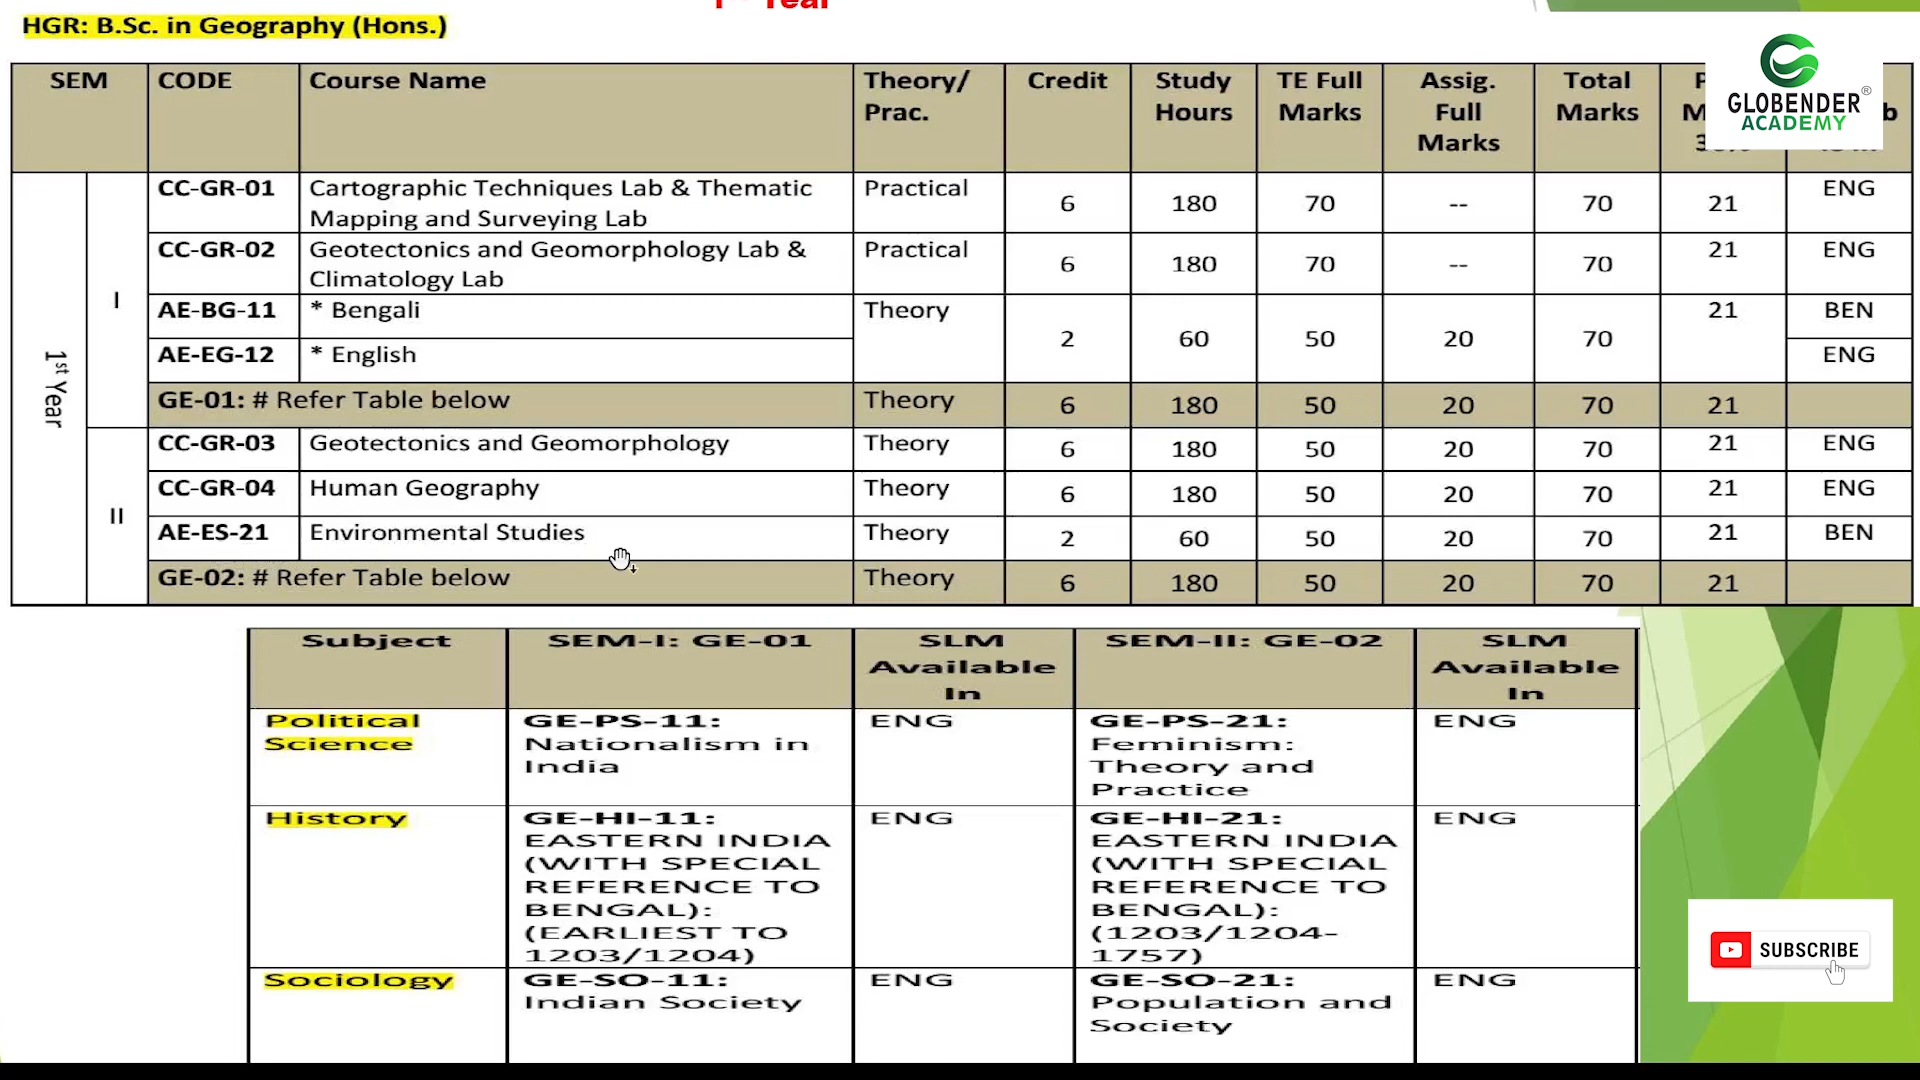 HGR: B.Sc. in Geography (Hons.)
GLOBENDER®
ACADEMY
SEM CODE Course Name Theory/ Credit Study TE Full Assig. Total
Prac. Hours Marks Full Marks
Marks
1st Year
I
CC-GR-01 Cartographic Techniques Lab & Thematic Practical 6 180 70 -- 70 21 ENG
Mapping and Surveying Lab
CC-GR-02 Geotectonics and Geomorphology Lab & Practical 6 180 70 -- 70 21 ENG
Climatology Lab
AE-BG-11 * Bengali Theory 2 60 50 20 70 21 BEN
AE-EG-12 * English ENG
GE-01: # Refer Table below Theory 6 180 50 20 70 21
II
CC-GR-03 Geotectonics and Geomorphology Theory 6 180 50 20 70 21 ENG
CC-GR-04 Human Geography Theory 6 180 50 20 70 21 ENG
AE-ES-21 Environmental Studies Theory 2 60 50 20 70 21 BEN
GE-02: # Refer Table below Theory 6 180 50 20 70 21
Subject SEM-I: GE-01 SLM SEM-II: GE-02 SLM
Available Available
In In
Political GE-PS-11: ENG GE-PS-21: ENG
Science Nationalism in Feminism:
India Theory and
Practice
History GE-HI-11: ENG GE-HI-21: ENG
EASTERN INDIA EASTERN INDIA
(WITH SPECIAL (WITH SPECIAL
REFERENCE TO REFERENCE TO
BENGAL): BENGAL):
(EARLIEST TO (1203/1204-
1203/1204) 1757)
Sociology GE-SO-11: ENG GE-SO-21: ENG
Indian Society Population and
Society
SUBSCRIBE